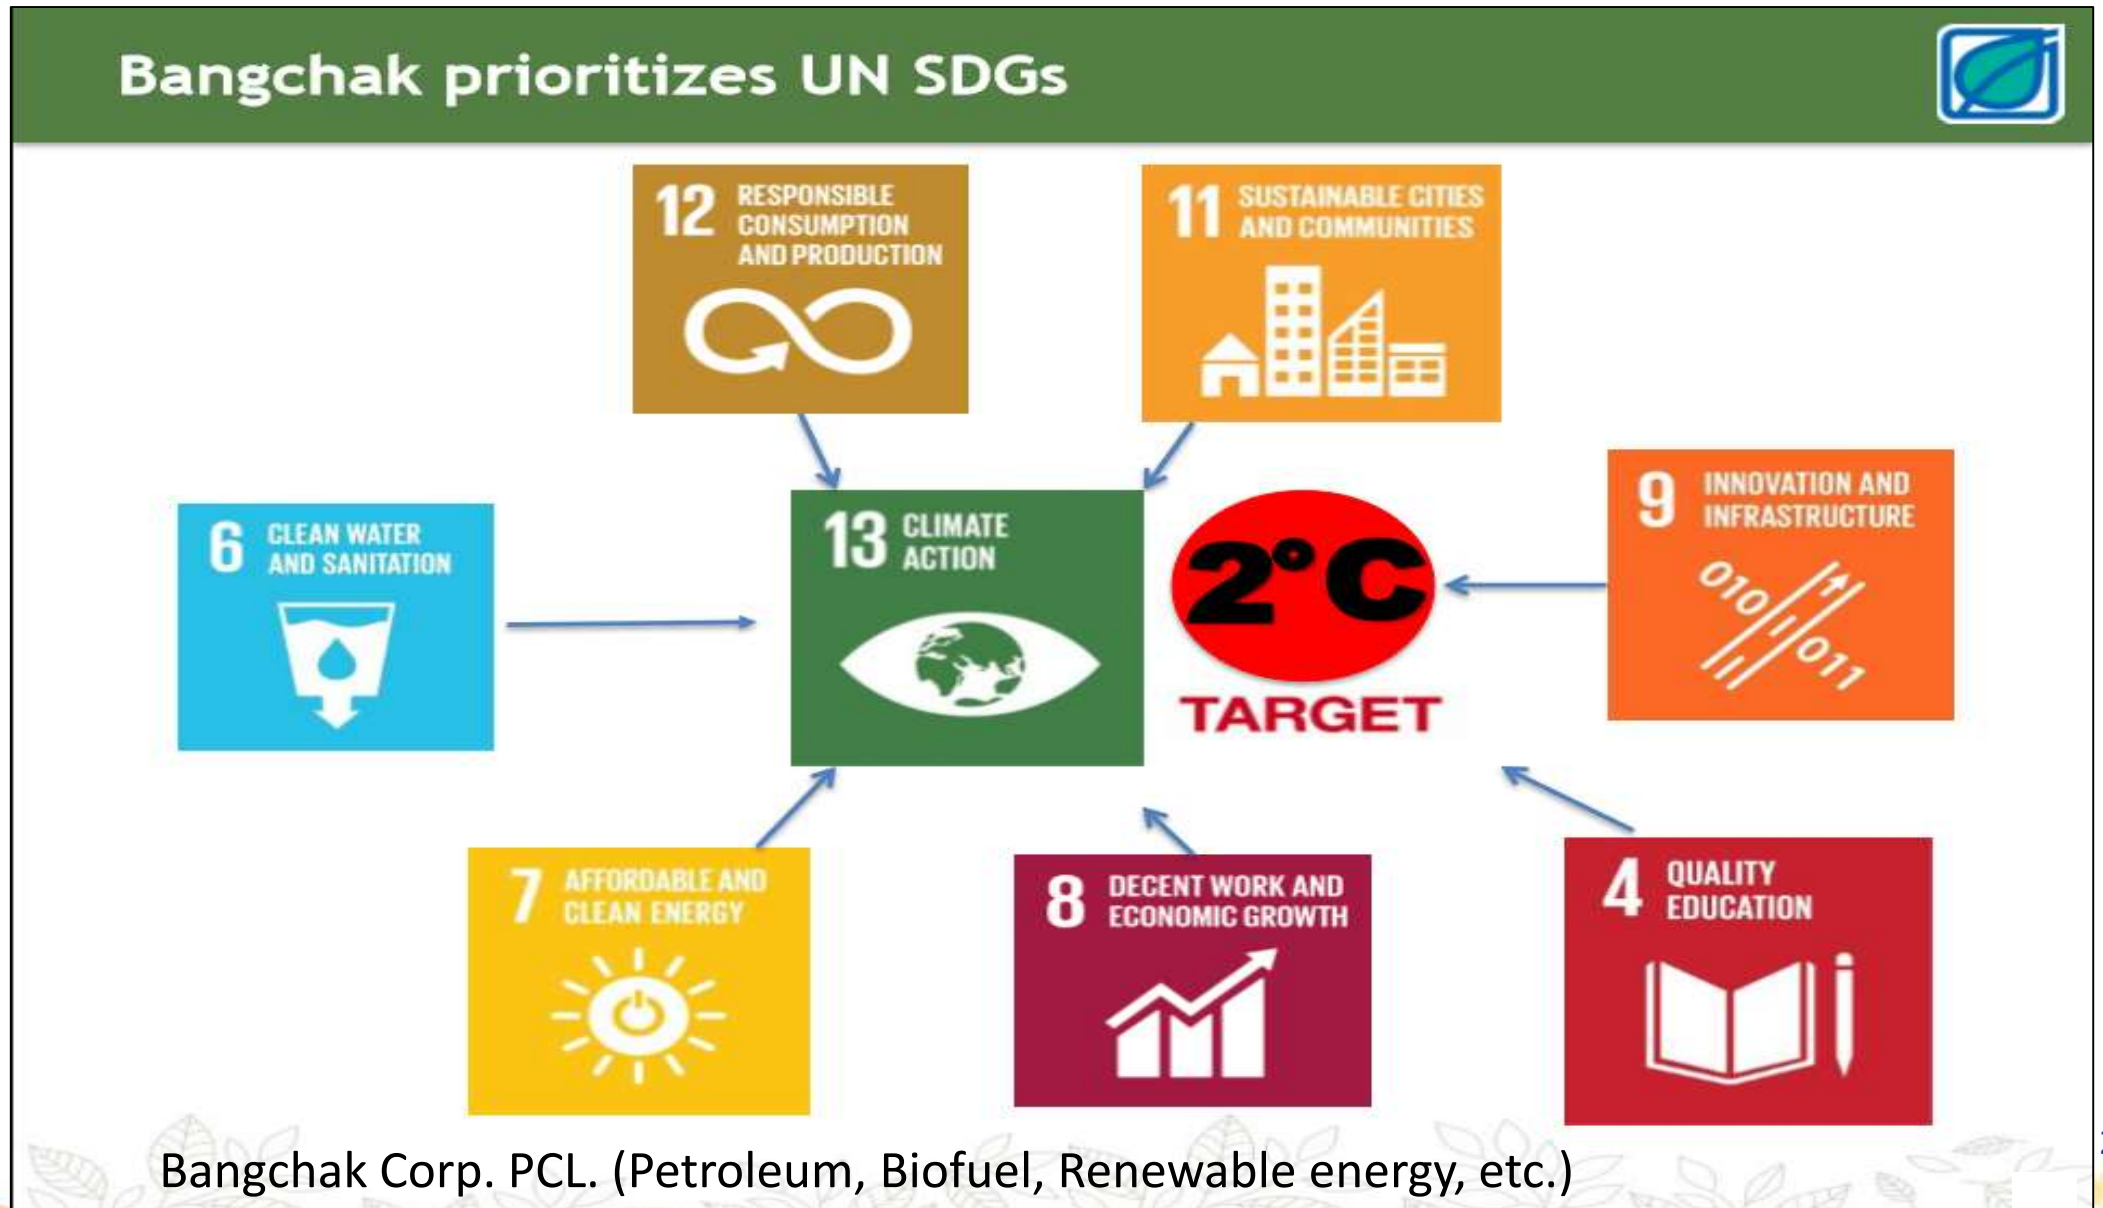 Bangchak prioritizes UN SDGs
12 RESPONSIBLE
CONSUMPTION
AND PRODUCTION
11 SUSTAINABLE CITIES
AND COMMUNITIES
6 CLEAN WATER
AND SANITATION
13 CLIMATE
ACTION
2°C
TARGET
9 INNOVATION AND
INFRASTRUCTURE
010
011
7 AFFORDABLE AND
CLEAN ENERGY
8 DECENT WORK AND
ECONOMIC GROWTH
4 QUALITY
EDUCATION
Bangchak Corp. PCL. (Petroleum, Biofuel, Renewable energy, etc.)